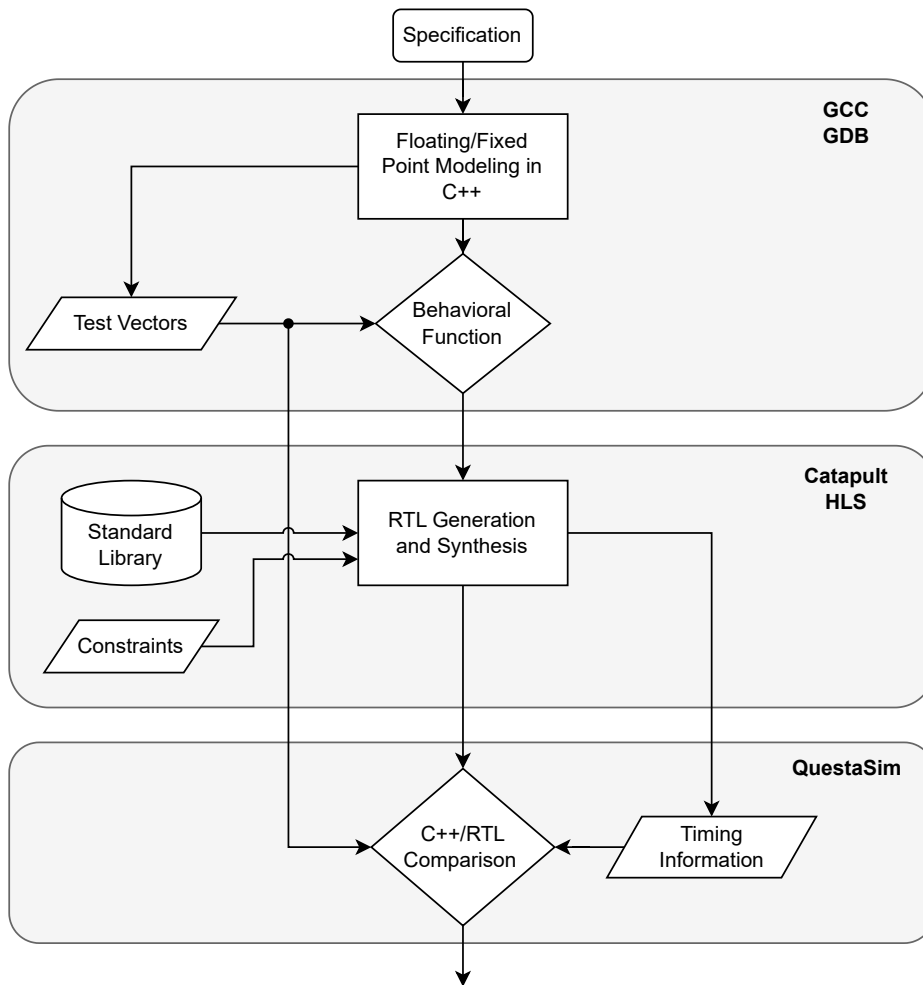 Specification
GCC
GDB
Floating/Fixed
Point Modeling in
C++
Test Vectors
Behavioral
Function
Catapult
HLS
Standard
Library
RTL Generation
and Synthesis
Constraints
QuestaSim
C++/RTL
Comparison
Timing
Information